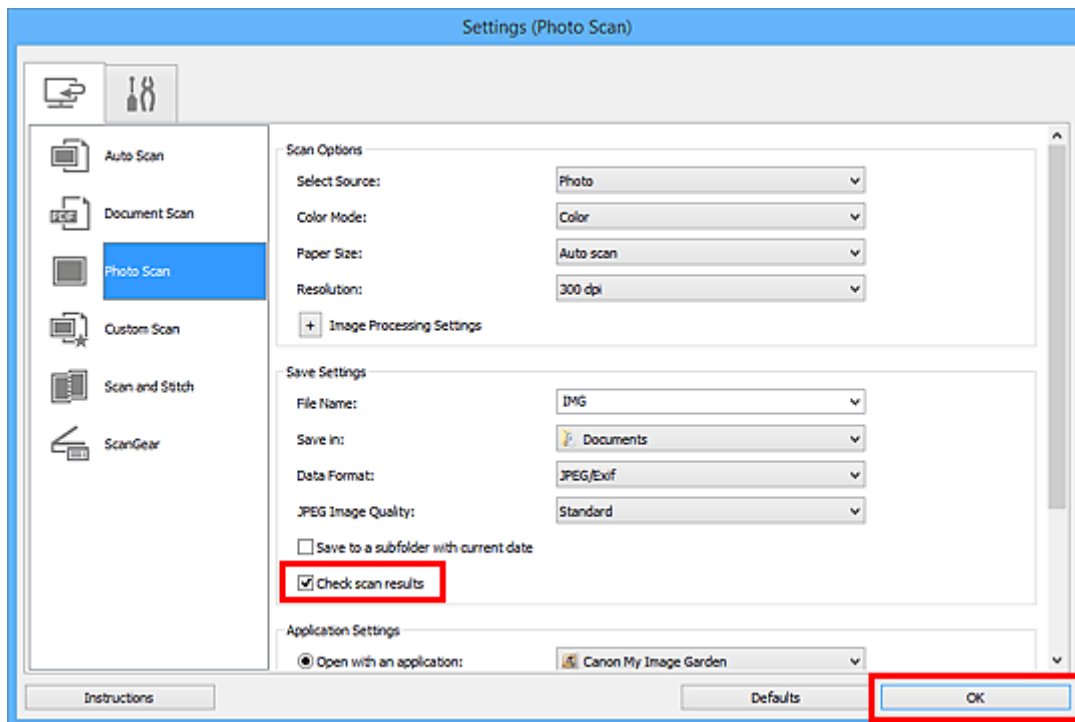 Settings (Photo Scan)
Auto Scan
PDF
Document Scan
Photo Scan
Custom Scan
Scan and Stitch
ScanGear
Scan Options
Select Source: Photo
Color Mode: Color
Paper Size: Auto scan
Resolution: 300 dpi
+ Image Processing Settings
Save Settings
File Name: IMG
Save in: Documents
Data Format: JPEG/Exif
JPEG Image Quality: Standard
Save to a subfolder with current date
Check scan results
Application Settings
Open with an application: Canon My Image Garden
Instructions Defaults OK